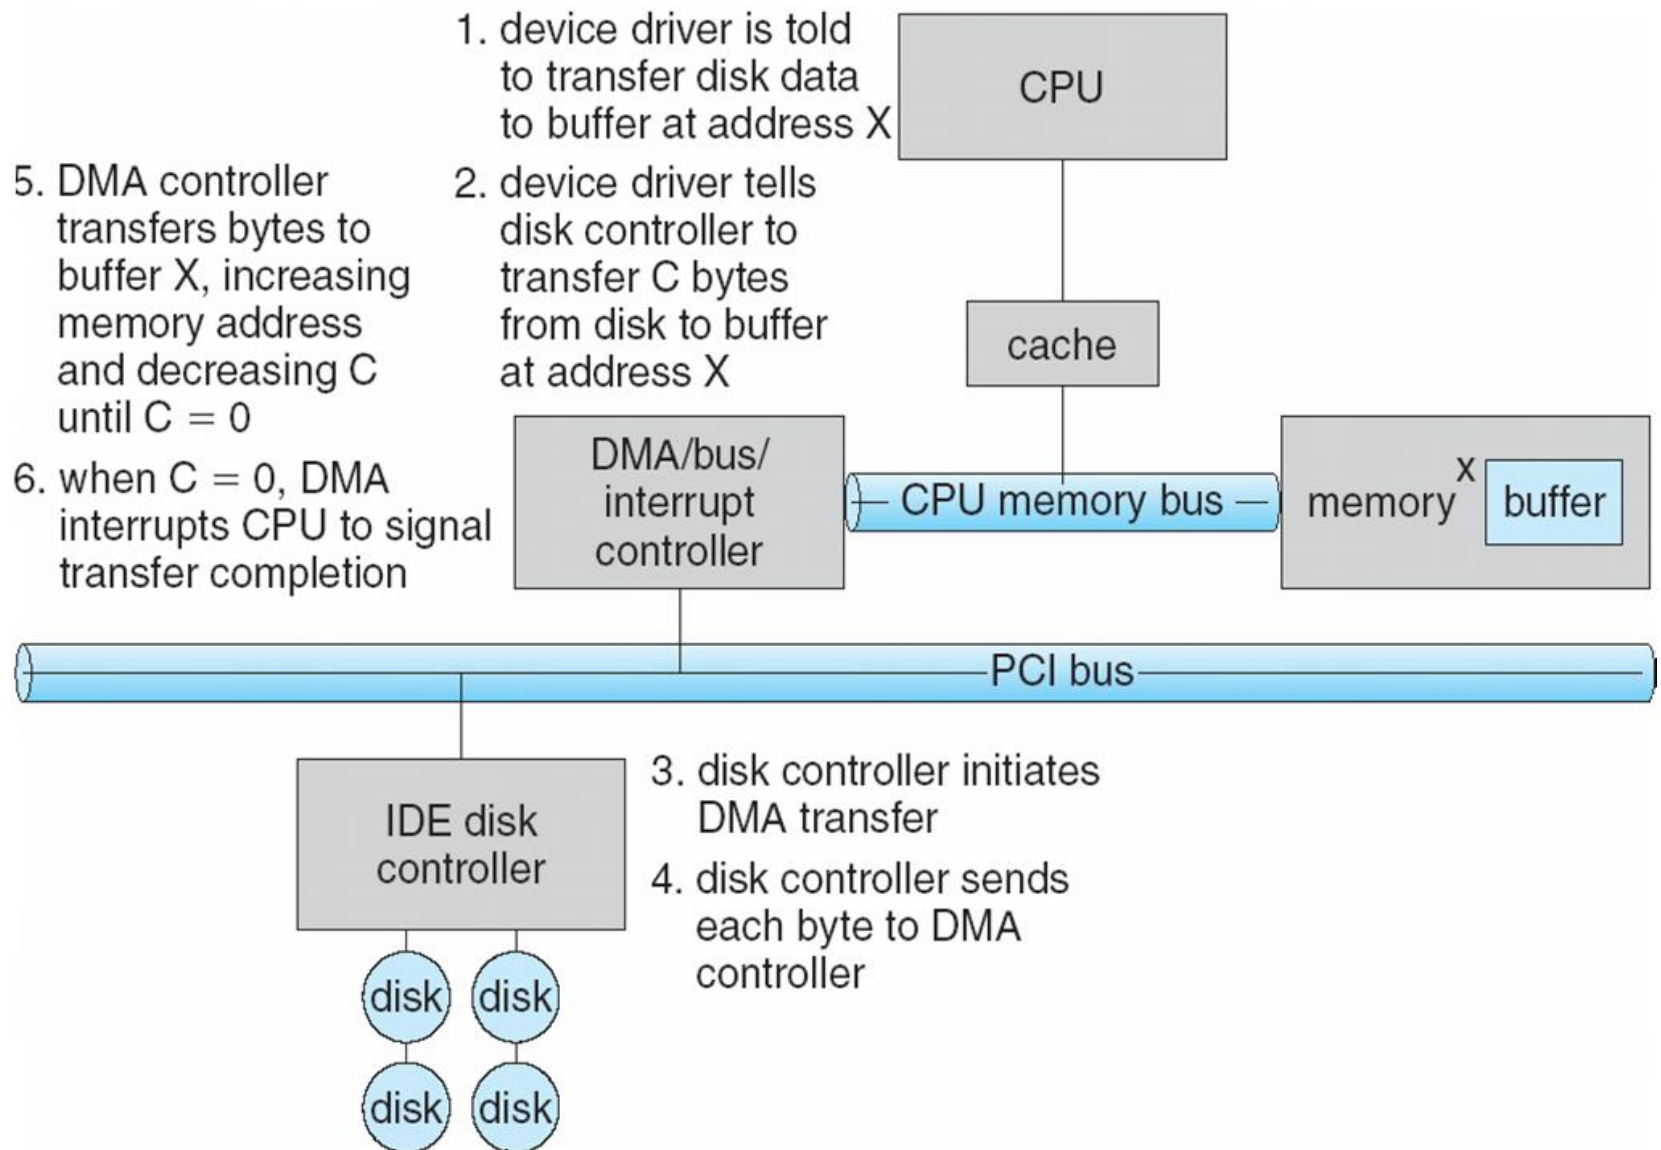 1. device driver is told
to transfer disk data
to buffer at address X
CPU
5. DMA controller
transfers bytes to
buffer X, increasing
memory address
and decreasing C
until C = 0
2. device driver tells
disk controller to
transfer C bytes
from disk to buffer
at address X
cache
6. when C = 0, DMA
interrupts CPU to signal
transfer completion
DMA/bus/
interrupt
controller
CPU memory bus
memory
X
buffer
PCI bus
IDE disk
controller
3. disk controller initiates
DMA transfer
4. disk controller sends
each byte to DMA
controller
disk
disk
disk
disk